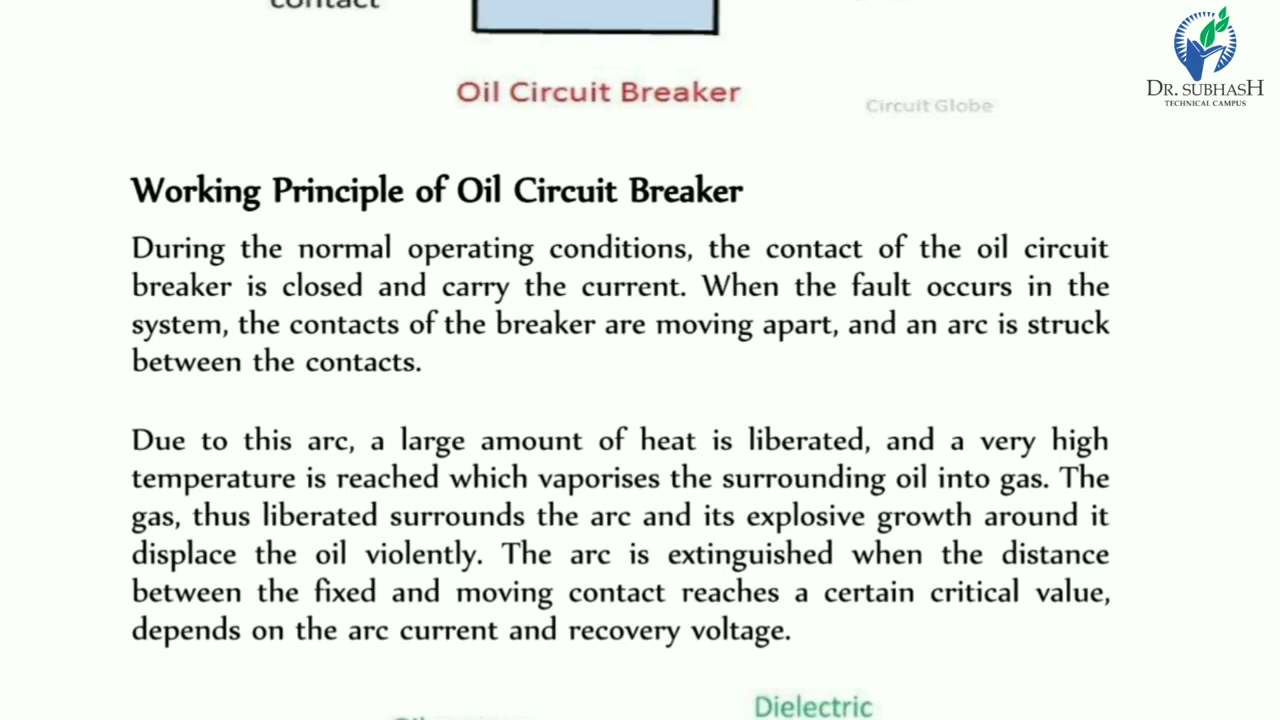 contact
Oil Circuit Breaker
Circuit Globe
DR. SUBHASH
TECHNICAL CAMPUS
Working Principle of Oil Circuit Breaker
During the normal operating conditions, the contact of the oil circuit
breaker is closed and carry the current. When the fault occurs in the
system, the contacts of the breaker are moving apart, and an arc is struck
between the contacts.
Due to this arc, a large amount of heat is liberated, and a very high
temperature is reached which vaporises the surrounding oil into gas. The
gas, thus liberated surrounds the arc and its explosive growth around it
displace the oil violently. The arc is extinguished when the distance
between the fixed and moving contact reaches a certain critical value,
depends on the arc current and recovery voltage.
Dielectric